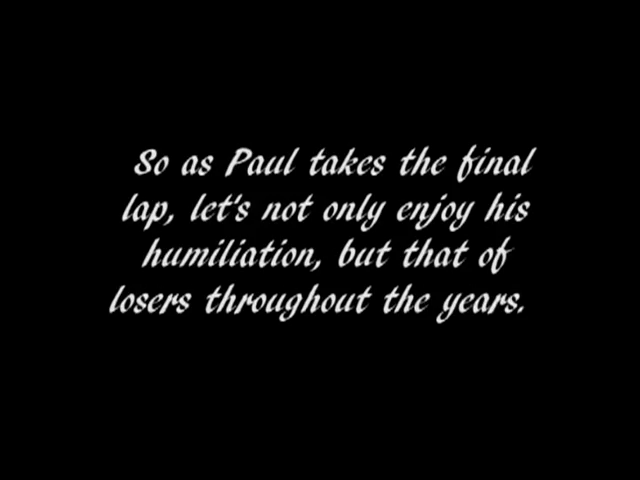 So as Paul takes the final
lap, let's not only enjoy his
humiliation, but that of
losers throughout the years.